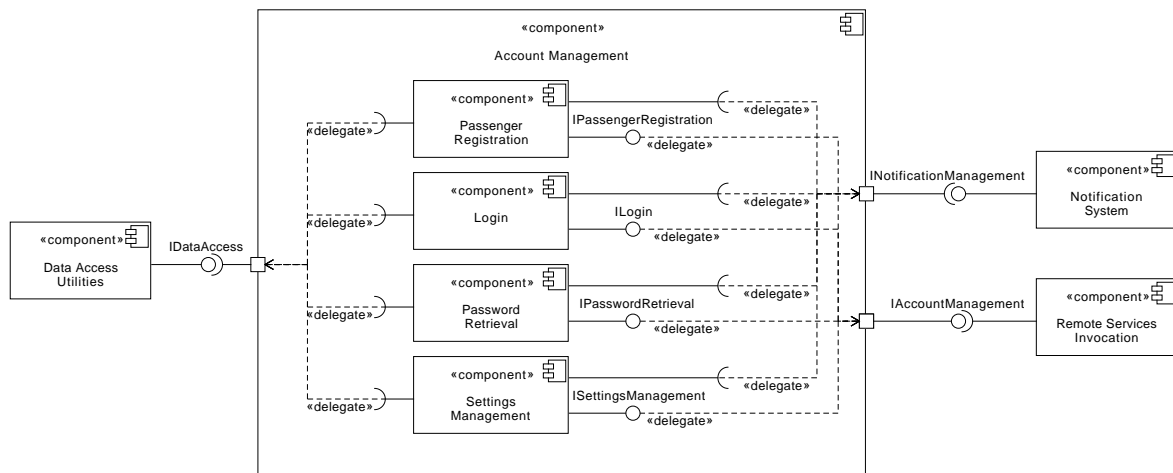 «component»
Account Management
«component»
Passenger
Registration
«delegate»
«delegate»
IPassengerRegistration
«delegate»
«component»
Login
«delegate»
«delegate»
ILogin
«delegate»
«component»
Password
Retrieval
«delegate»
«delegate»
IPasswordRetrieval
«delegate»
«component»
Settings
Management
«delegate»
«delegate»
ISettingsManagement
«delegate»
«component»
Data Access
Utilities
IDataAccess
INotificationManagement
«component»
Notification
System
IAccountManagement
«component»
Remote Services
Invocation